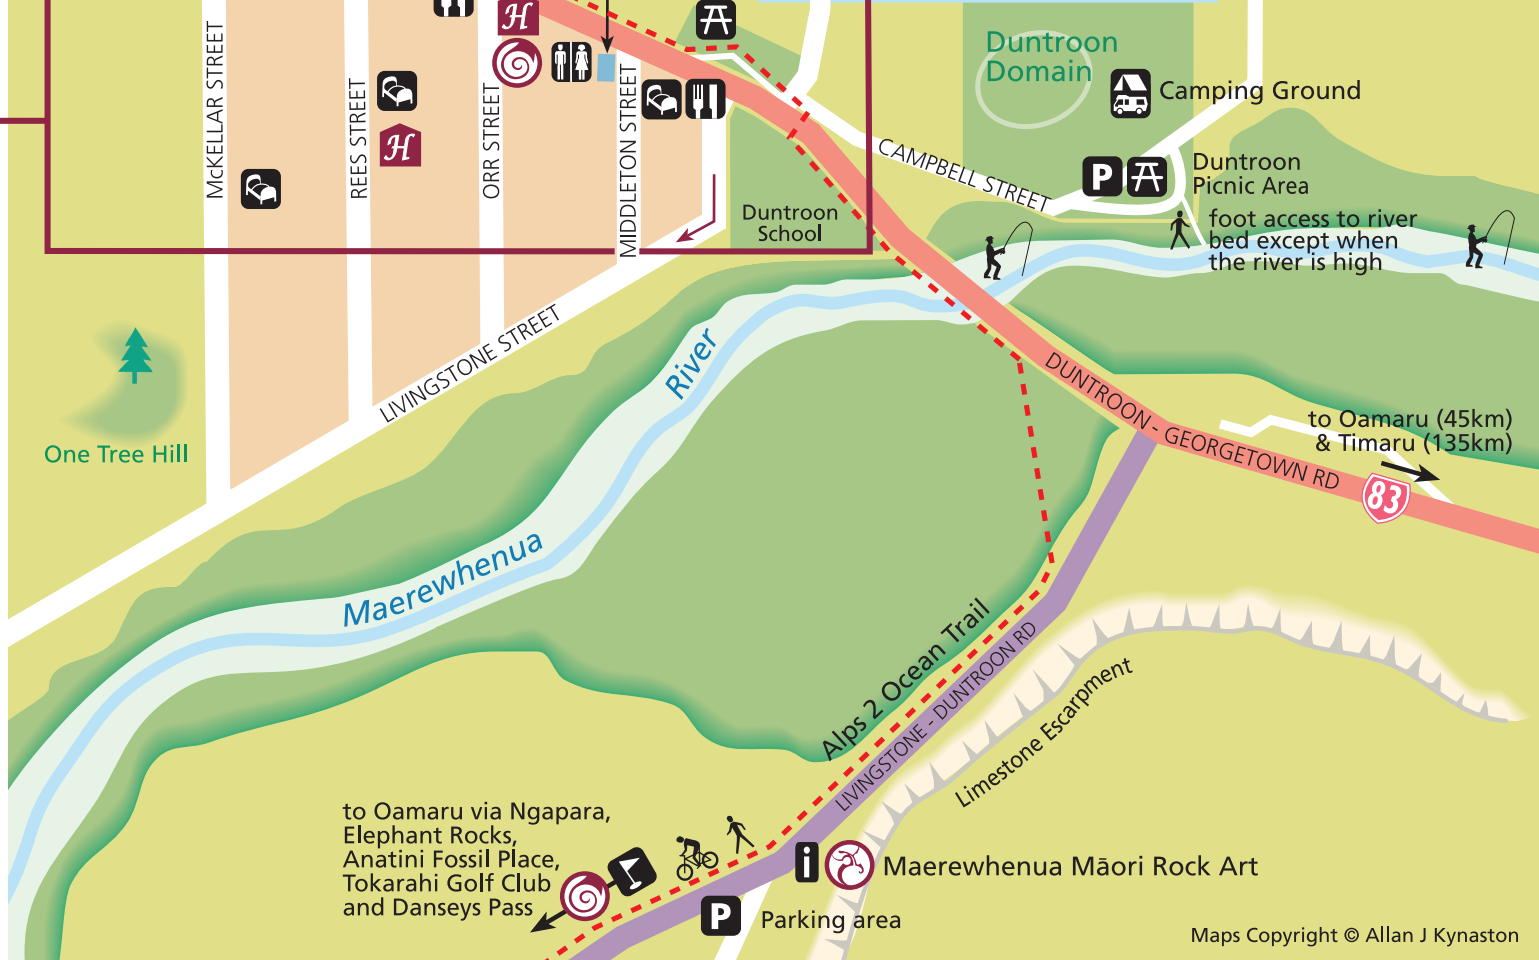 H
Duntroon
Domain
Camping Ground
McKELLAR STREET
REES STREET
ORR STREET
MIDDLETON STREET
H
CAMPBELL STREET
P
Duntroon
Picnic Area
Duntroon
School
foot access to river
bed except when
the river is high
LIVINGSTONE STREET
River
One Tree Hill
DUNTROON - GEORGETOWN RD
to Oamaru (45km)
& Timaru (135km)
83
Maerewhenua
Alps 2 Ocean Trail
LIVINGSTONE - DUNTROON RD
Limestone Escarpment
to Oamaru via Ngapara,
Elephant Rocks,
Anatini Fossil Place,
Tokarahi Golf Club
and Danseys Pass
i
Maerewhenua Māori Rock Art
P
Parking area
Maps Copyright © Allan J Kynaston